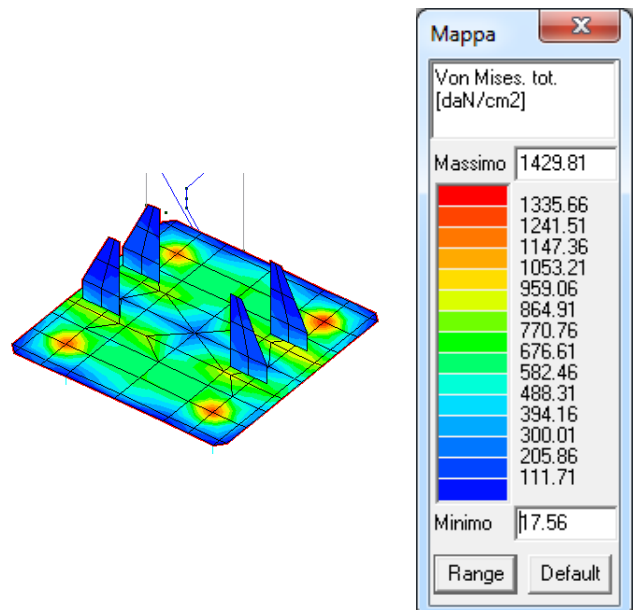 Mappa
Von Mises. tot.
[daN/cm2]
Massimo 1429.81
1335.66
1241.51
1147.36
1053.21
959.06
864.91
770.76
676.61
582.46
488.31
394.16
300.01
205.86
111.71
Minimo 17.56
Range Default